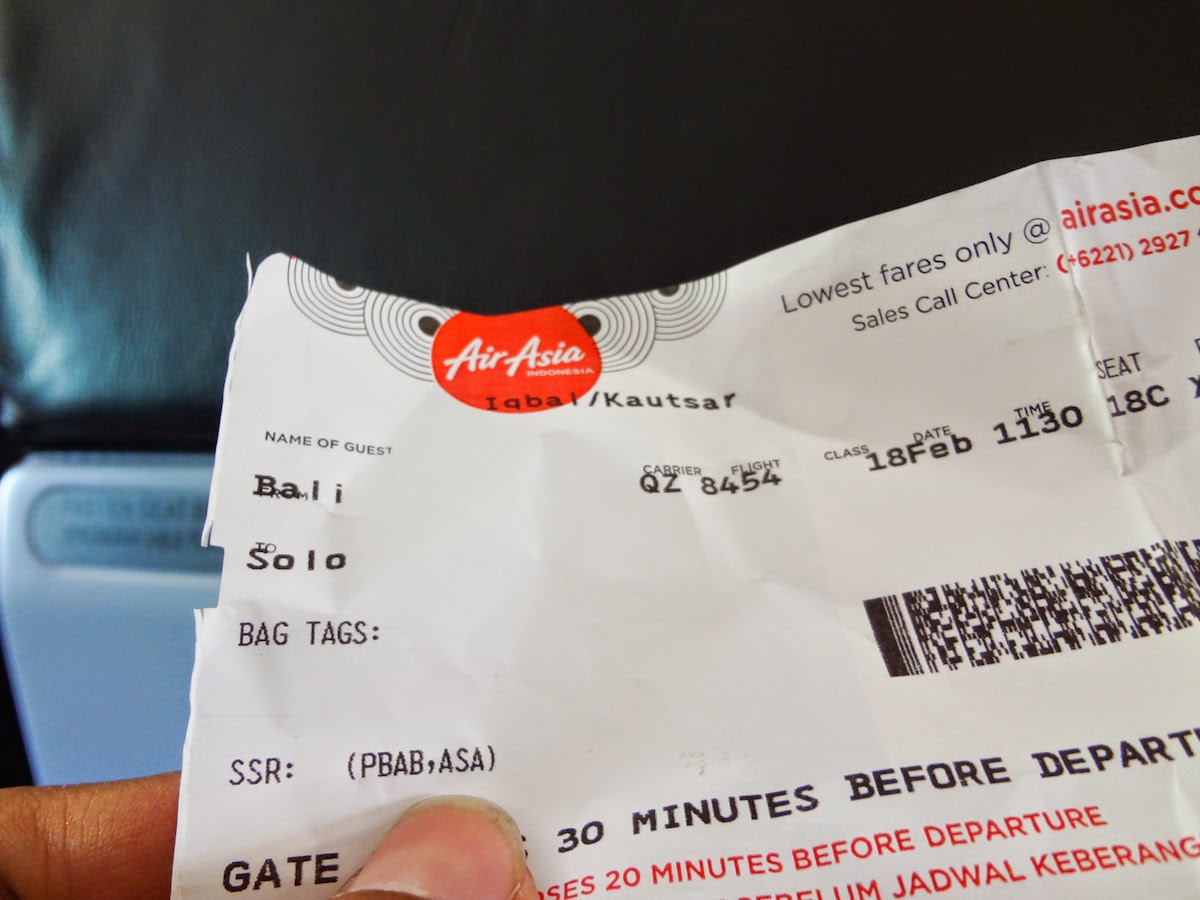 Lowest fares only @ airasia.co
Sales Call Center: (+6221) 2927
AirAsia
INDONESIA
Iqbal/Kautsar
NAME OF GUEST
CARRIER FLIGHT CLASS DATE TIME SEAT
QZ 8454 18Feb 1130 18C
FROM
Bali
TO
Solo
BAG TAGS:
SSR: (PBAB,ASA)
GATE 30 MINUTES BEFORE DEPART
OSES 20 MINUTES BEFORE DEPARTURE
SEBELUM JADWAL KEBERANG